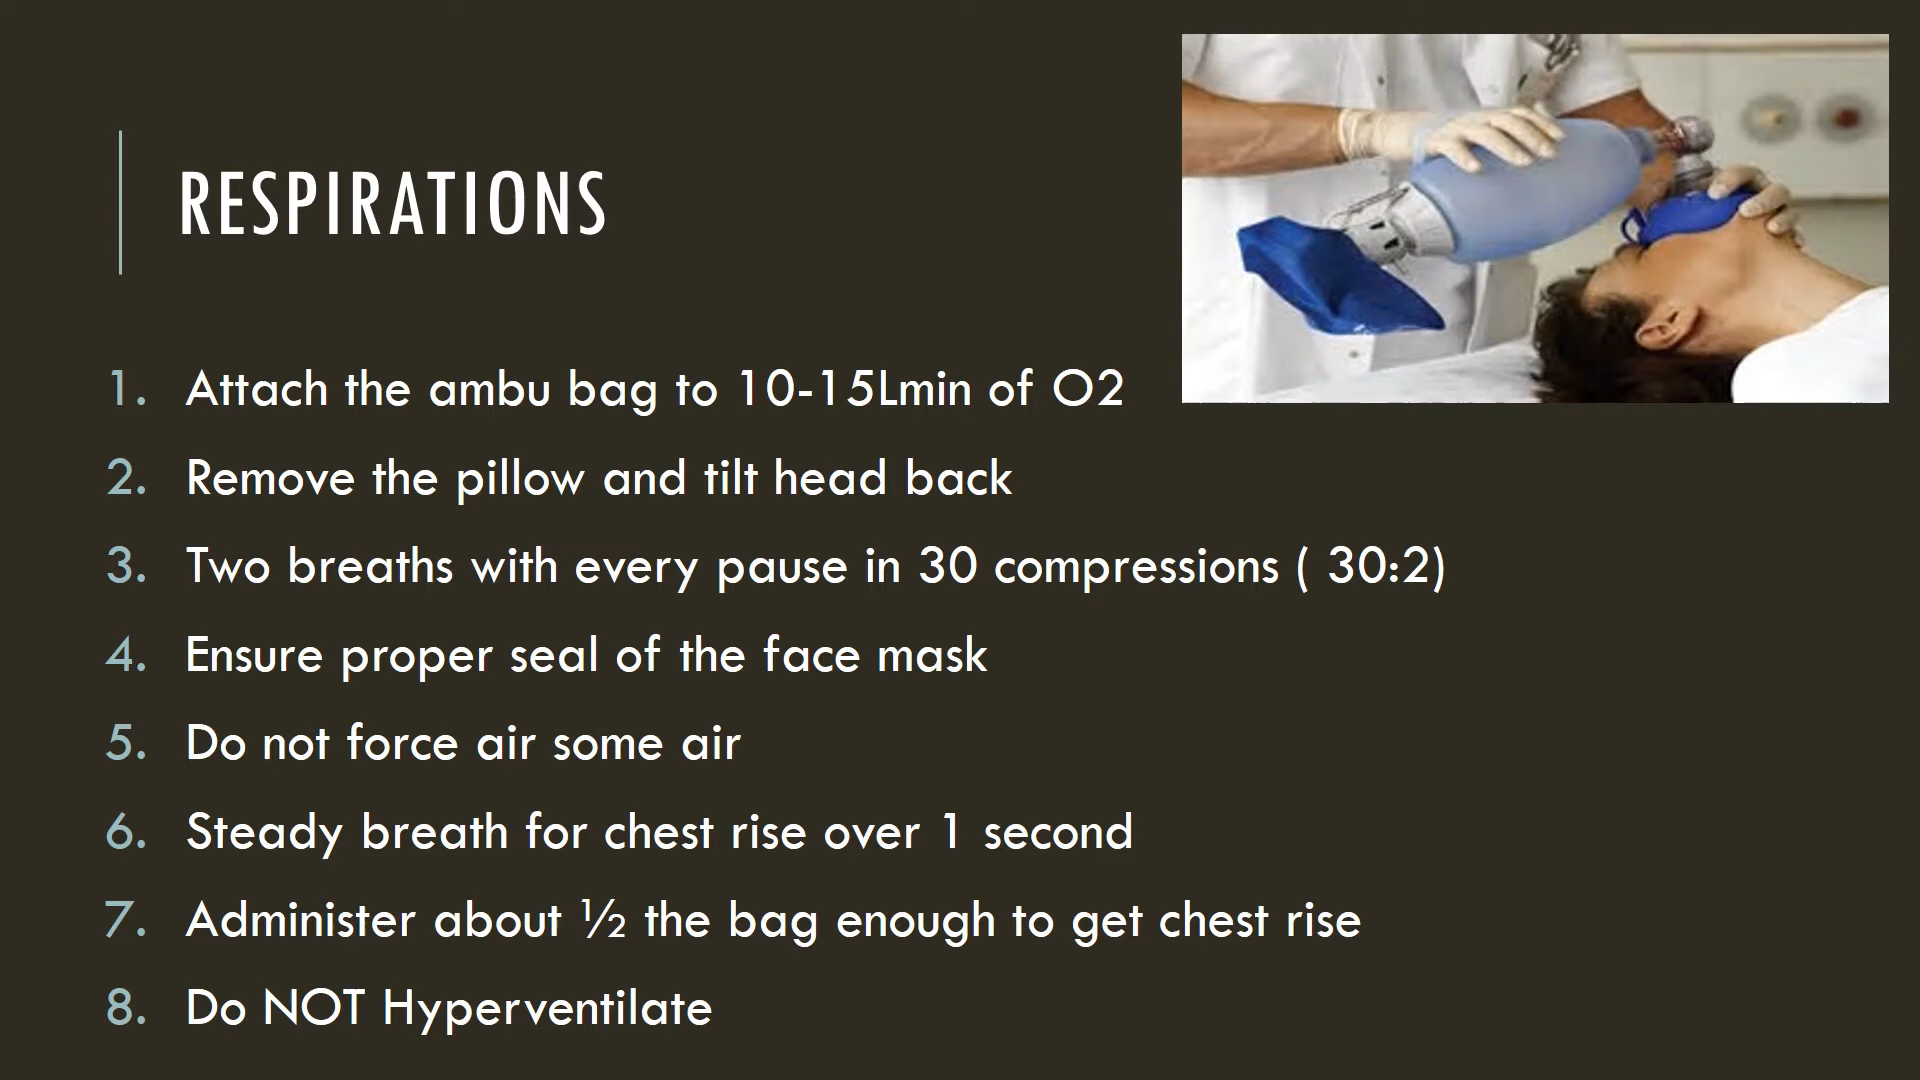 RESPIRATIONS
1. Attach the ambu bag to 10-15Lmin of O2
2. Remove the pillow and tilt head back
3. Two breaths with every pause in 30 compressions ( 30:2)
4. Ensure proper seal of the face mask
5. Do not force air some air
6. Steady breath for chest rise over 1 second
7. Administer about ½ the bag enough to get chest rise
8. Do NOT Hyperventilate